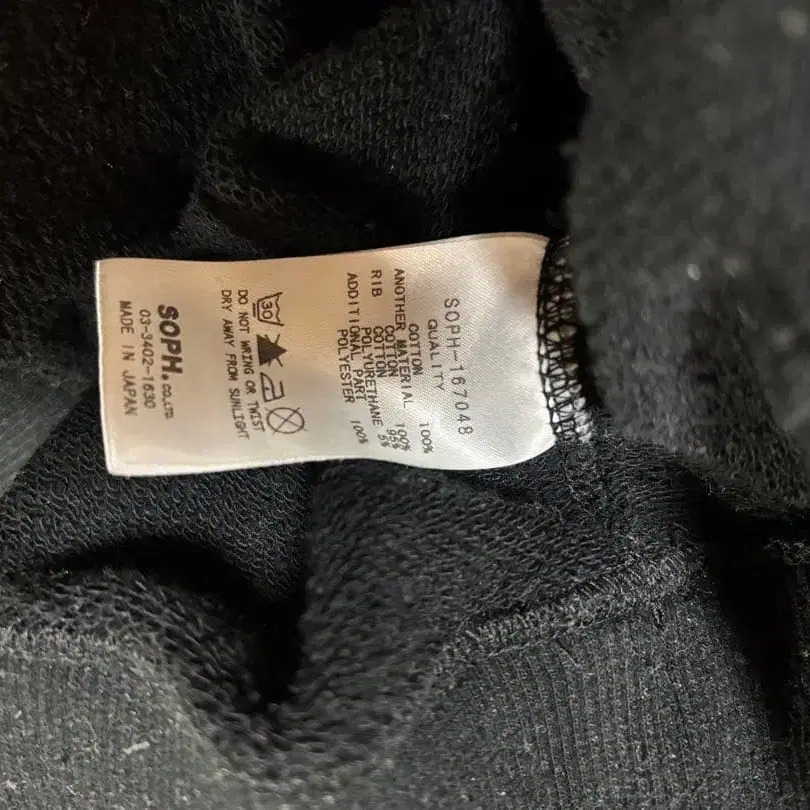 SOPH-167048
QUALITY
COTTON 100%
ANOTHER MATERIAL
COTTON 100%
RIB COTTON 95%
POLYURETHANE 5%
ADDITIONAL PART
POLYESTER 100%
30
DO NOT WRING OR TWIST
DRY AWAY FROM SUNLIGHT
SOPH.CO.,LTD.
03-3402-1630
MADE IN JAPAN